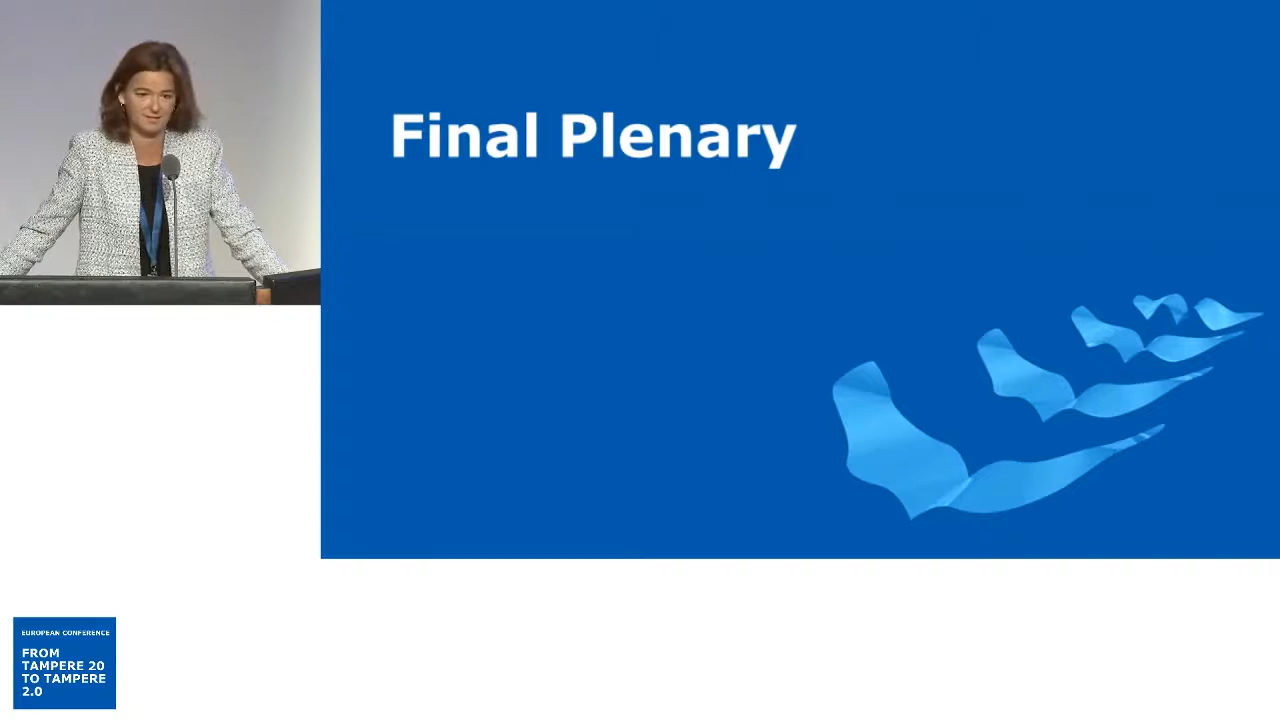 Final Plenary
EUROPEAN CONFERENCE
FROM
TAMPERE 20
TO TAMPERE
2.0